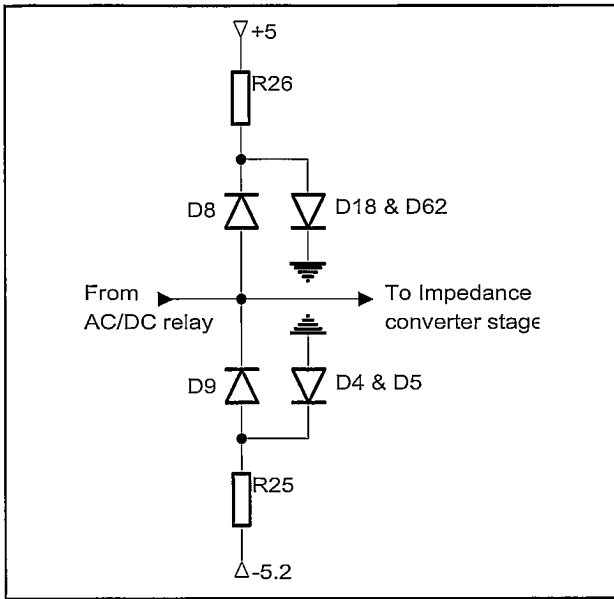 +5
R26
D8
D18 & D62
From
AC/DC relay
To Impedance
converter stage
D9
D4 & D5
R25
-5.2